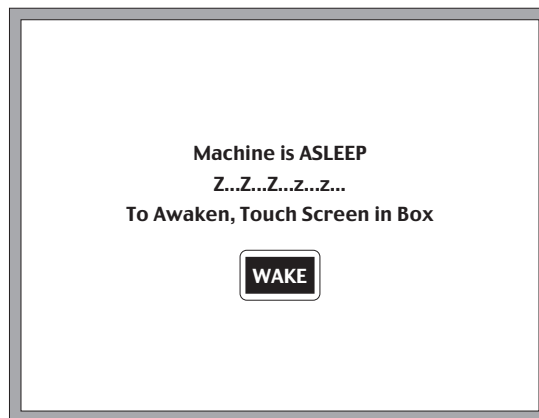 Machine is ASLEEP
Z...Z...Z...z...z...
To Awaken, Touch Screen in Box
WAKE